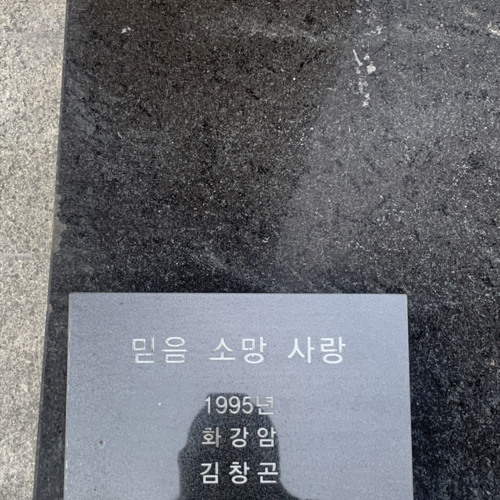 믿음 소망 사랑
1995년
화강암
김창곤